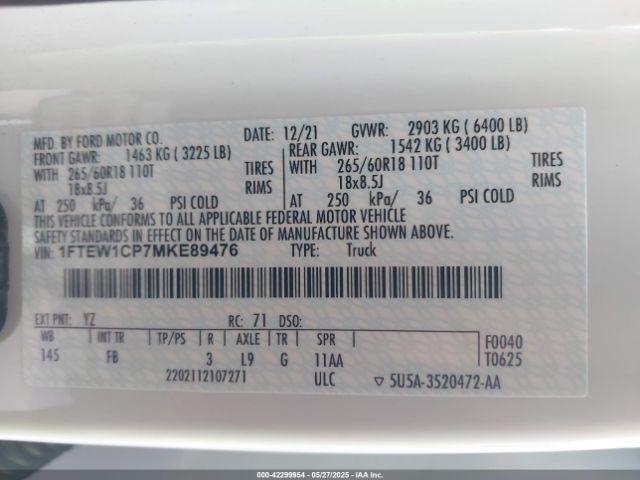 MFD. BY FORD MOTOR CO. DATE: 12/21 GVWR: 2903 KG ( 6400 LB)
FRONT GAWR: 1463 KG ( 3225 LB) REAR GAWR: 1542 KG ( 3400 LB)
WITH 265/60R18 110T TIRES WITH 265/60R18 110T TIRES
18x8.5J RIMS 18x8.5J RIMS
AT 250 kPa/ 36 PSI COLD AT 250 kPa/ 36 PSI COLD
THIS VEHICLE CONFORMS TO ALL APPLICABLE FEDERAL MOTOR VEHICLE
SAFETY STANDARDS IN EFFECT ON THE DATE OF MANUFACTURE SHOWN ABOVE.
VIN: 1FTEW1CP7MKE89476 TYPE: Truck
EXT PNT: YZ RC: 71 DSO:
WB INT TR TP/PS R AXLE TR SPR F0040
145 FB 3 L9 G 11AA T0625
2202112107271 ULC ▽ 5U5A-3520472-AA
000-42299954 | 05/27/2025 | IAAI.COM